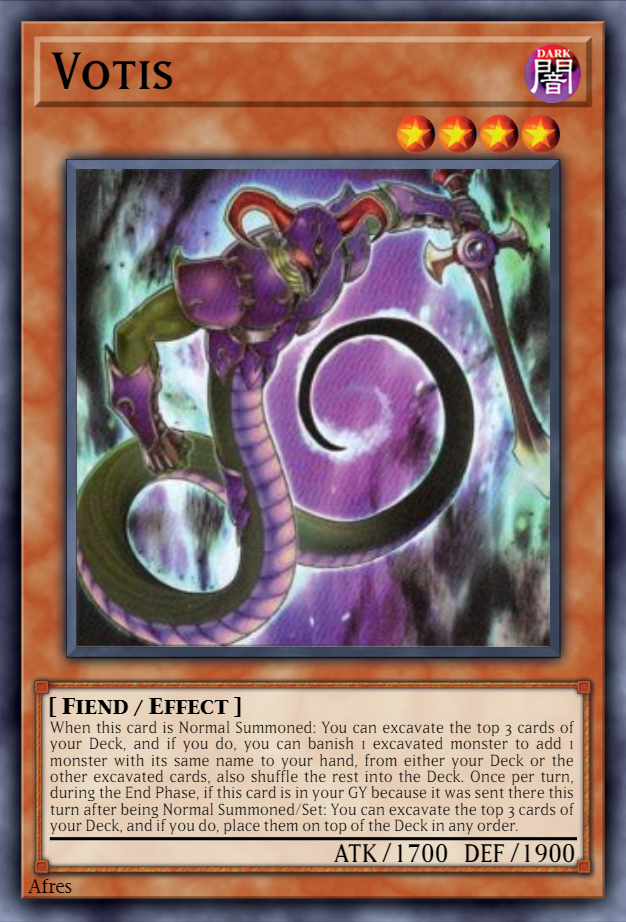 Votis
DARK
闇
[ Fiend / Effect ]
When this card is Normal Summoned: You can excavate the top 3 cards of
your Deck, and if you do, you can banish 1 excavated monster to add 1
monster with its same name to your hand, from either your Deck or the
other excavated cards, also shuffle the rest into the Deck. Once per turn,
during the End Phase, if this card is in your GY because it was sent there this
turn after being Normal Summoned/Set: You can excavate the top 3 cards of
your Deck, and if you do, place them on top of the Deck in any order.
ATK/1700 DEF/1900
Afres